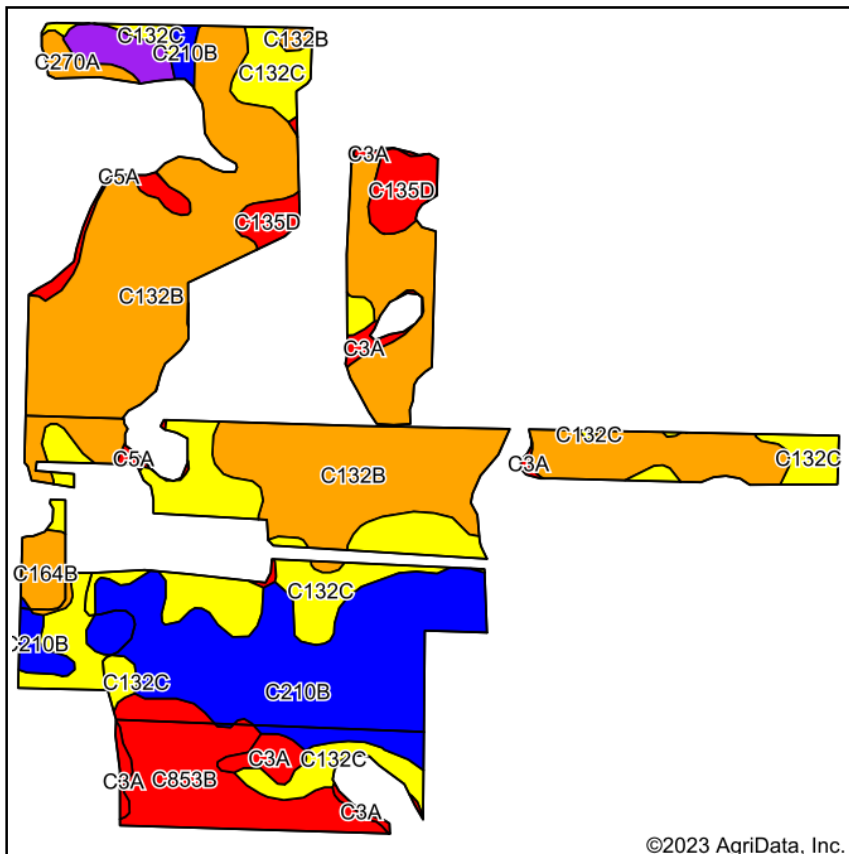 C132C
C132B
C210B
C270A
C132C
C3A
C5A
C135D
C135D
C132B
C3A
C132C
C5A
C3A
C132C
C132B
C164B
C132C
C210B
C132C
C210B
C3A
C132C
C3A
C853B
C3A
©2023 AgriData, Inc.